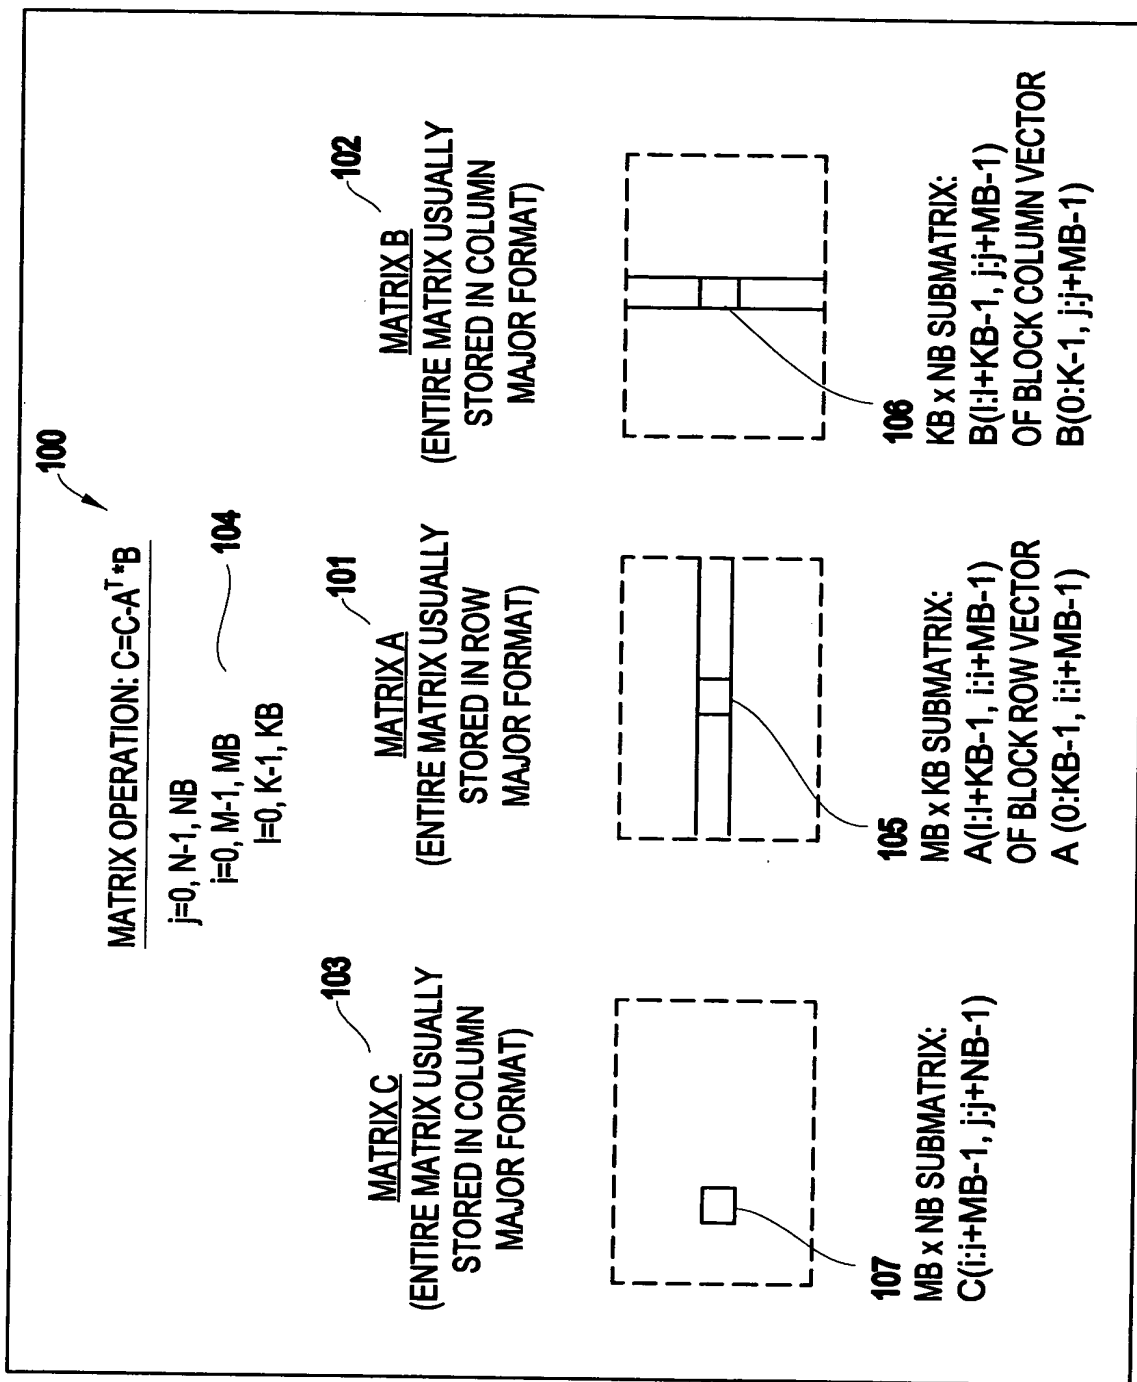 100
MATRIX OPERATION: C=C-Aᵀ*B
j=0, N-1, NB
i=0, M-1, MB
l=0, K-1, KB
104
103
MATRIX C
(ENTIRE MATRIX USUALLY
STORED IN COLUMN
MAJOR FORMAT)
107
MB x NB SUBMATRIX:
C(i:i+MB-1, j:j+NB-1)
101
MATRIX A
(ENTIRE MATRIX USUALLY
STORED IN ROW
MAJOR FORMAT)
105
MB x KB SUBMATRIX:
A(l:l+KB-1, i:i+MB-1)
OF BLOCK ROW VECTOR
A (0:KB-1, i:i+MB-1)
102
MATRIX B
(ENTIRE MATRIX USUALLY
STORED IN COLUMN
MAJOR FORMAT)
106
KB x NB SUBMATRIX:
B(l:l+KB-1, j:j+MB-1)
OF BLOCK COLUMN VECTOR
B(0:K-1, j:j+MB-1)